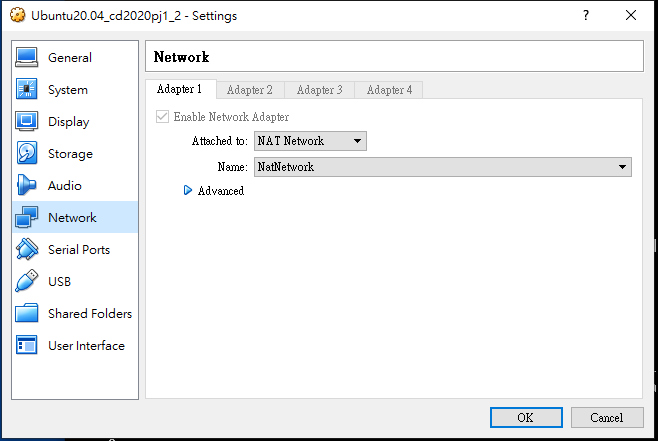 Ubuntu20.04_cd2020pj1_2 - Settings
?
General
System
Display
Storage
Audio
Network
Serial Ports
USB
Shared Folders
User Interface
Network
Adapter 1 Adapter 2 Adapter 3 Adapter 4
Enable Network Adapter
Attached to: NAT Network
Name: NatNetwork
Advanced
OK Cancel